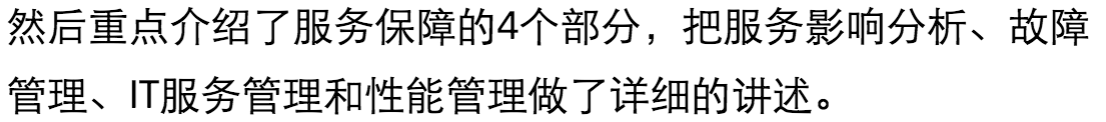 然后重点介绍了服务保障的4个部分，把服务影响分析、故障
管理、IT服务管理和性能管理做了详细的讲述。